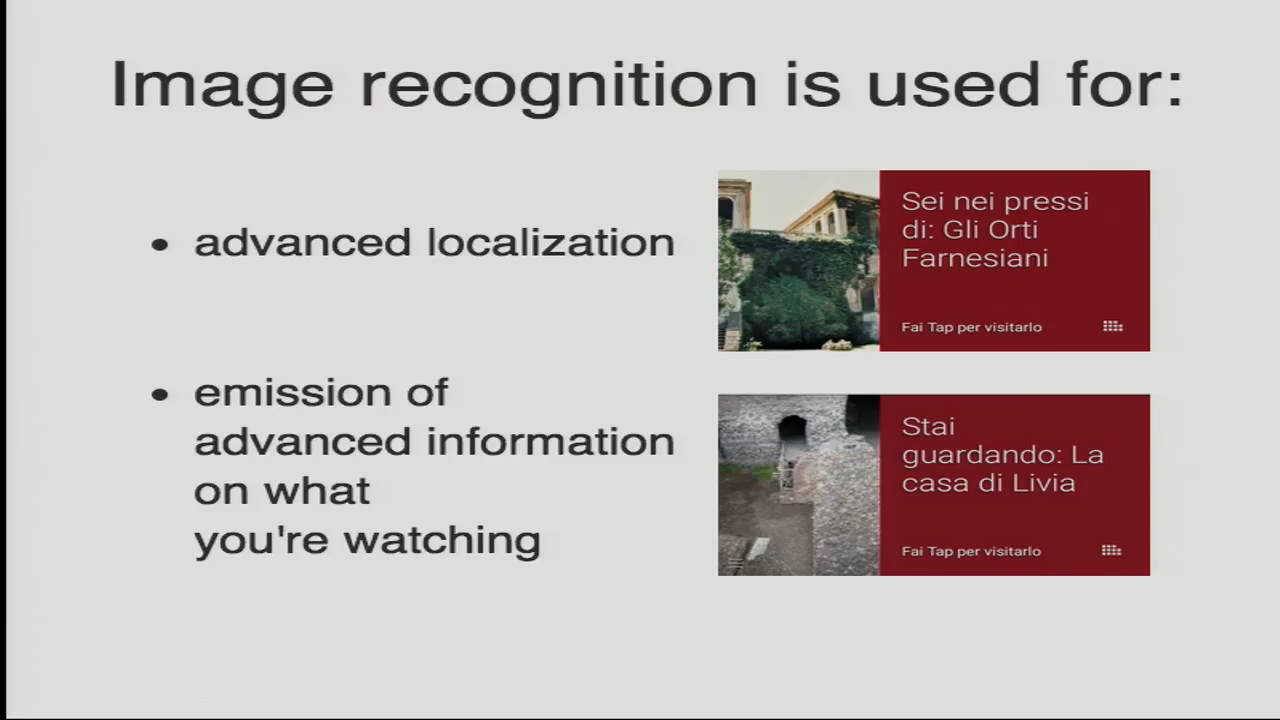 Image recognition is used for:
• advanced localization
Sei nei pressi
di: Gli Orti
Farnesiani
Fai Tap per visitarlo
• emission of
advanced information
on what
you're watching
Stai
guardando: La
casa di Livia
Fai Tap per visitarlo